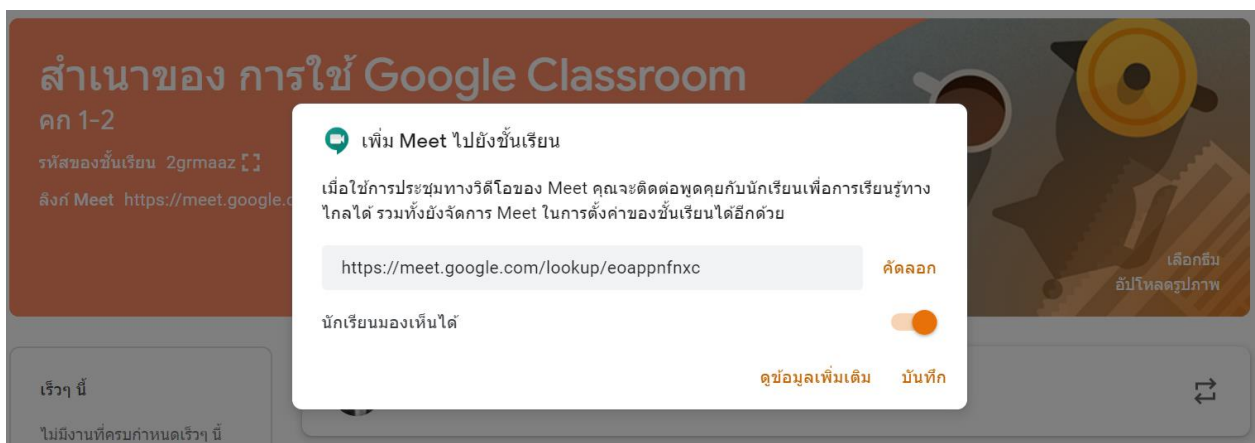 สำเนาของ การใช้ Google Classroom
คก 1-2
รหัสของชั้นเรียน 2grmaaz
ลิงก์ Meet https://meet.google.c
เพิ่ม Meet ไปยังชั้นเรียน
เมื่อใช้การประชุมทางวิดีโอของ Meet คุณจะติดต่อพูดคุยกับนักเรียนเพื่อการเรียนรู้ทาง
ไกลได้ รวมทั้งยังจัดการ Meet ในการตั้งค่าของชั้นเรียนได้อีกด้วย
https://meet.google.com/lookup/eoappnfnxc คัดลอก
นักเรียนมองเห็นได้
ดูข้อมูลเพิ่มเติม บันทึก
เลือกธีม
อัปโหลดรูปภาพ
เร็วๆ นี้
ไม่มีงานที่ครบกำหนดเร็วๆ นี้